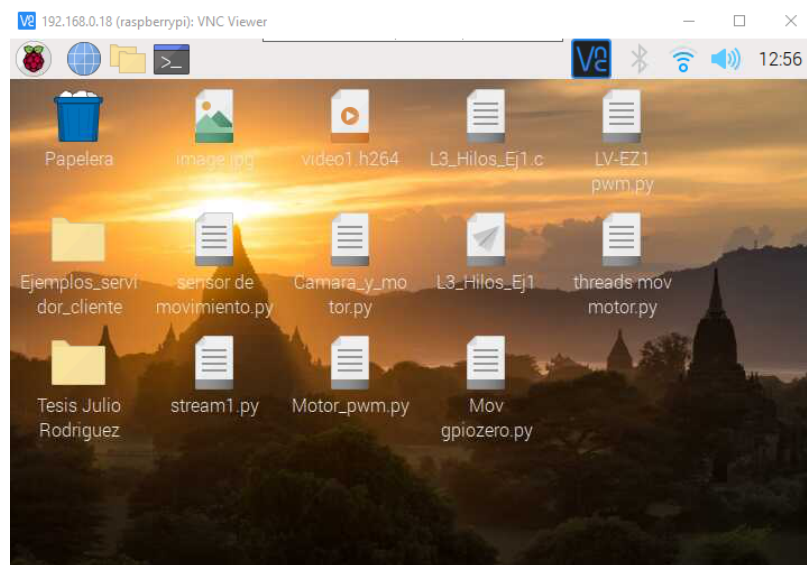 192.168.0.18 (raspberrypi): VNC Viewer
12:56
Papelera
image.jpg
video1.h264
L3_Hilos_Ej1.c
LV-EZ1
pwm.py
Ejemplos_servi
dor_cliente
sensor de
movimiento.py
Camara_y_mo
tor.py
L3_Hilos_Ej1
threads mov
motor.py
Tesis Julio
Rodriguez
stream1.py
Motor_pwm.py
Mov
gpiozero.py